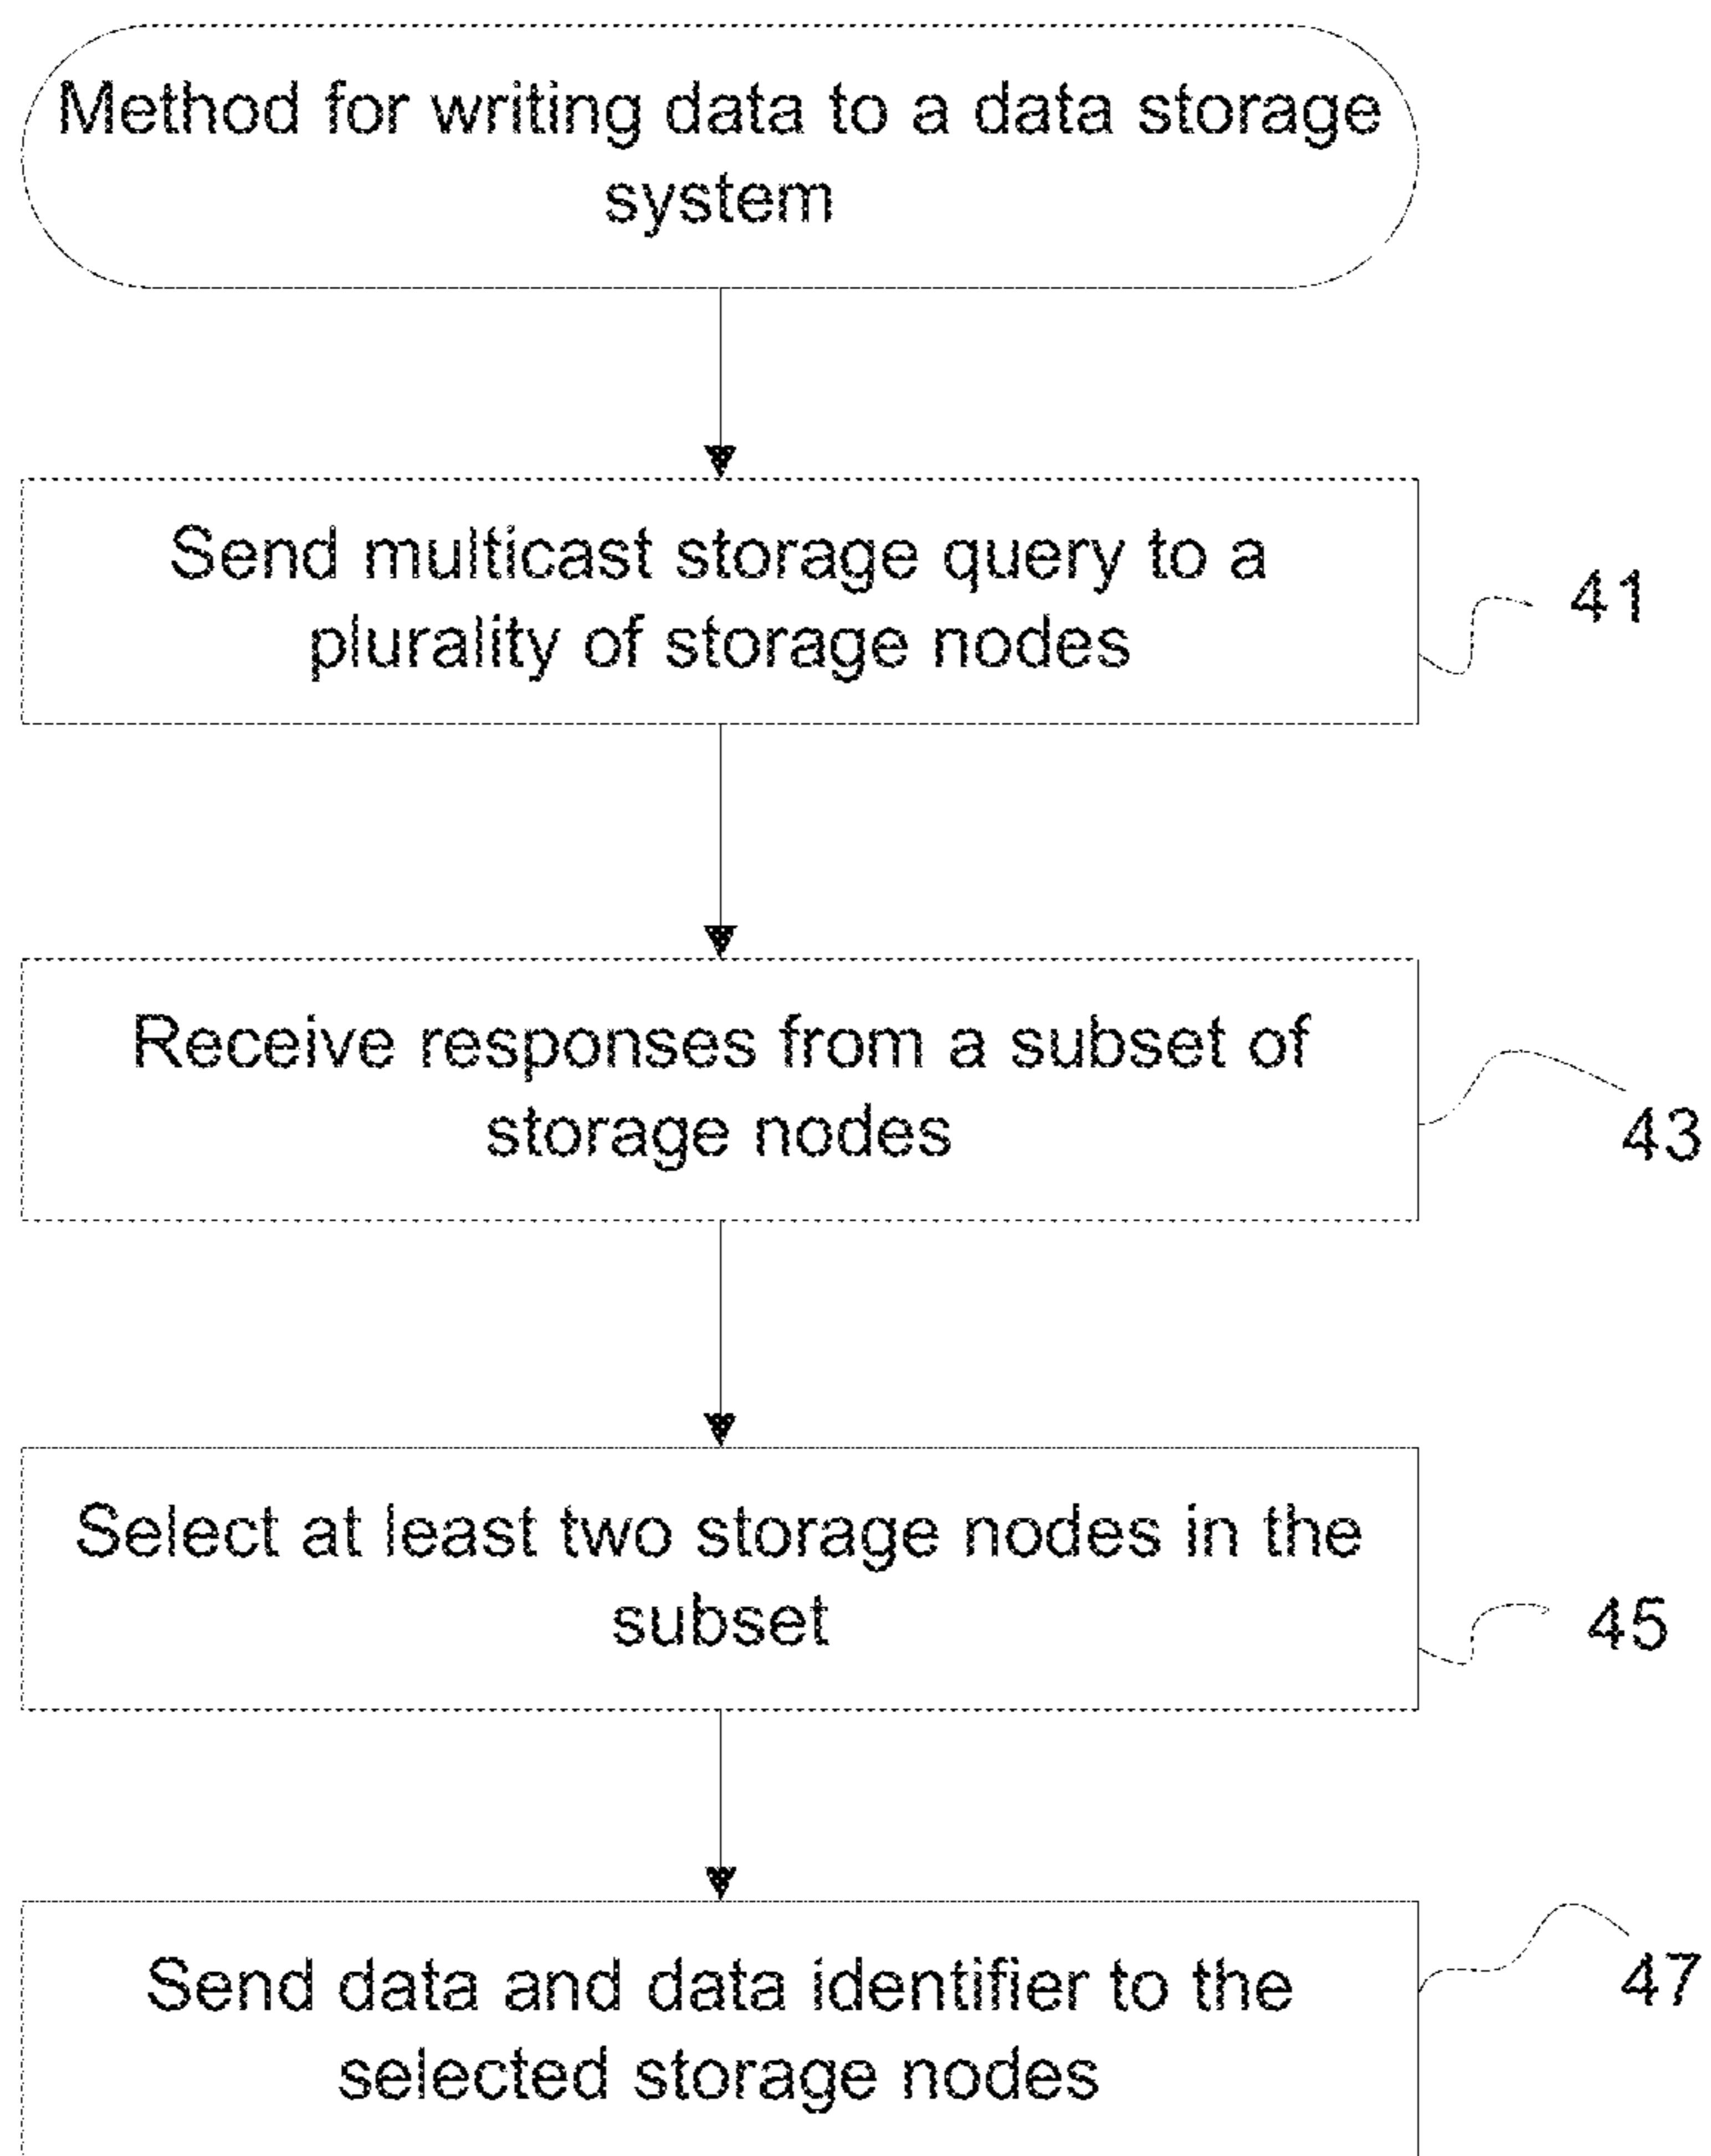 Method for writing data to a data storage
system
Send multicast storage query to a
plurality of storage nodes
41
Receive responses from a subset of
storage nodes
43
Select at least two storage nodes in the
subset
45
Send data and data identifier to the
selected storage nodes
47